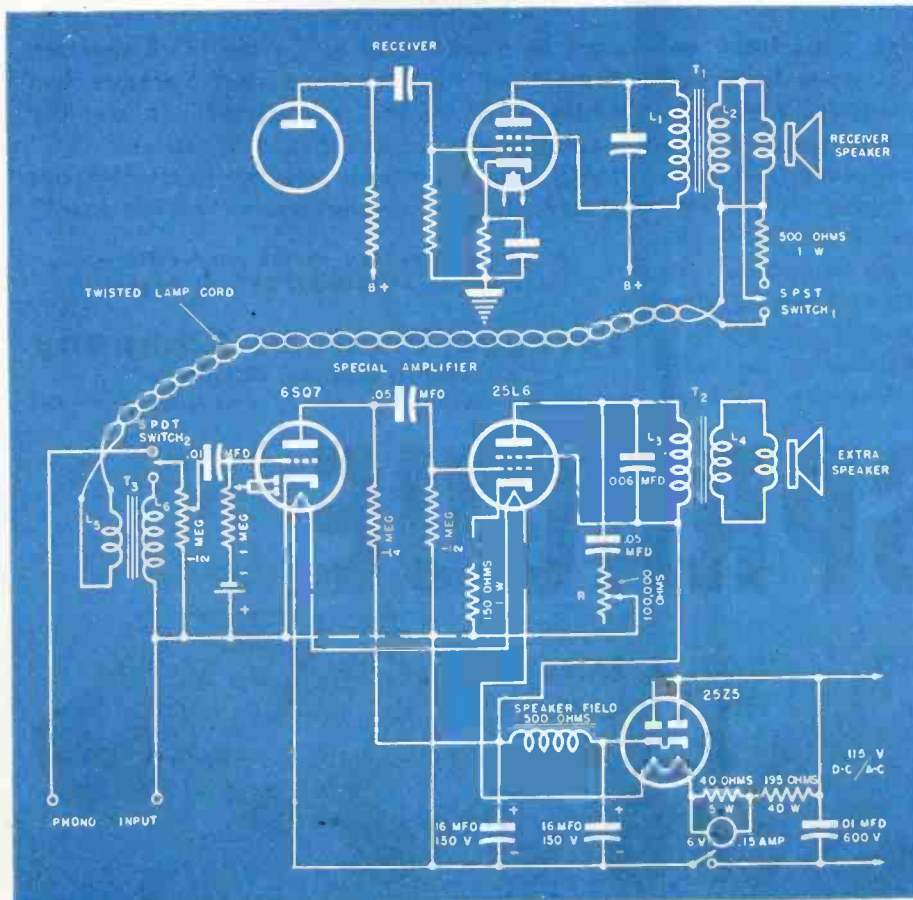 RECEIVER
T1
L1
L2
RECEIVER
SPEAKER
500 OHMS
1 W
B+
B+
SPST
SWITCH1
TWISTED LAMP CORD
SPECIAL AMPLIFIER
6SQ7
.05 MFD
25L6
T2
SPDT
SWITCH2
.01 MFD
L3
L4
.006 MFD
EXTRA
SPEAKER
T3
L5
L6
1/2 MEG
1 MEG
+
1/4 MEG
1/2 MEG
150 OHMS
1 W
.05
MFD
R
100,000
OHMS
25Z5
SPEAKER FIELD
500 OHMS
115 V
D-C/A-C
40 OHMS
5 W
195 OHMS
40 W
PHONO INPUT
+
16 MFD
150 V
-
+
16 MFD
150 V
-
6V
.15 AMP
.01 MFD
600 V